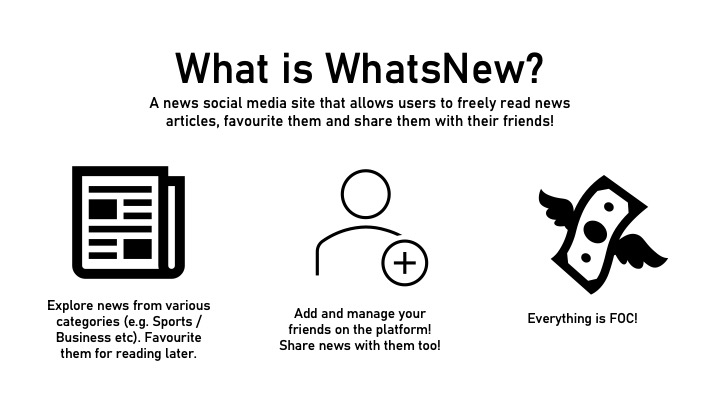 What is WhatsNew?
A news social media site that allows users to freely read news
articles, favourite them and share them with their friends!
Explore news from various
categories (e.g. Sports /
Business etc). Favourite
them for reading later.
Add and manage your
friends on the platform!
Share news with them too!
Everything is FOC!